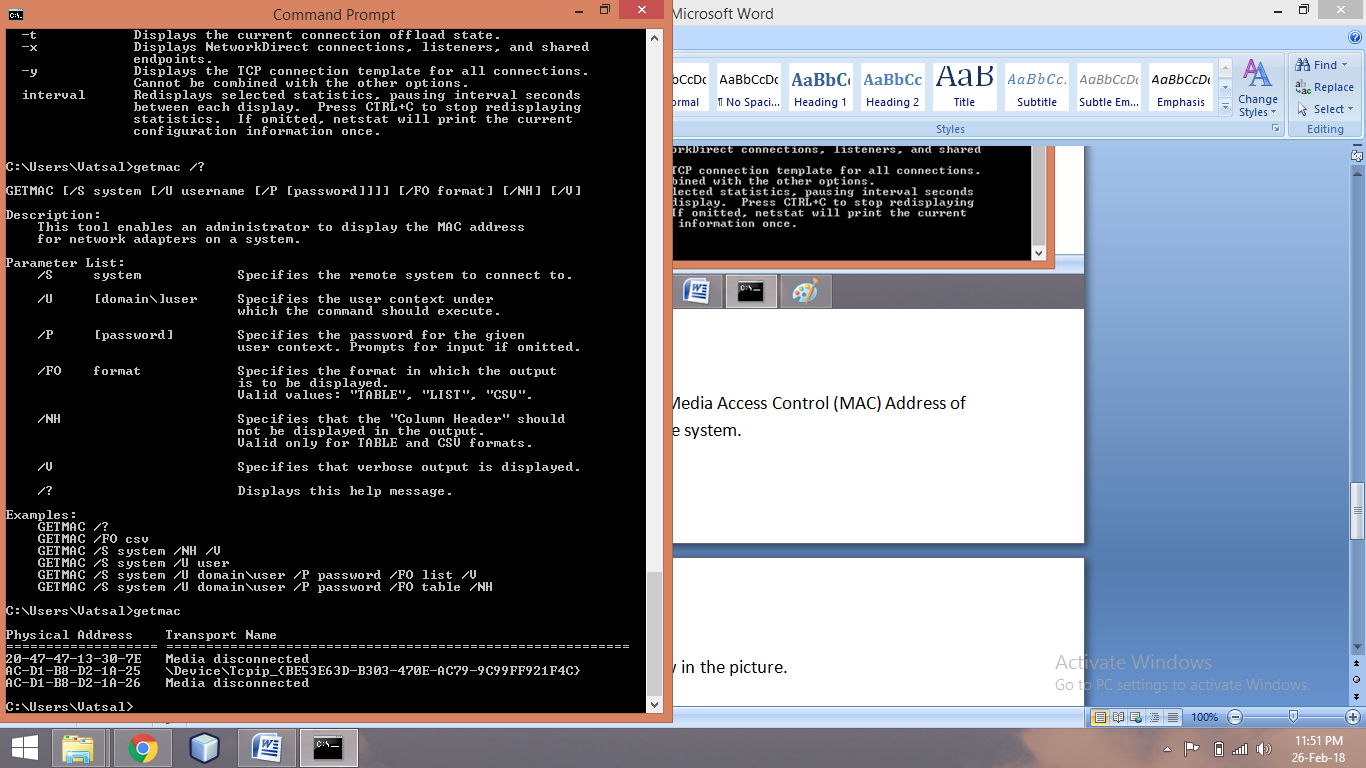 Command Prompt
-t Displays the current connection offload state.
-x Displays NetworkDirect connections, listeners, and shared
endpoints.
-y Displays the TCP connection template for all connections.
Cannot be combined with the other options.
interval Redisplays selected statistics, pausing interval seconds
between each display. Press CTRL+C to stop redisplaying
statistics. If omitted, netstat will print the current
configuration information once.
C:\Users\Vatsal>getmac /?
GETMAC [/S system [/U username [/P [password]]]] [/FO format] [/NH] [/V]
Description:
This tool enables an administrator to display the MAC address
for network adapters on a system.
Parameter List:
/S system Specifies the remote system to connect to.
/U [domain\]user Specifies the user context under
which the command should execute.
/P [password] Specifies the password for the given
user context. Prompts for input if omitted.
/FO format Specifies the format in which the output
is to be displayed.
Valid values: "TABLE", "LIST", "CSV".
/NH Specifies that the "Column Header" should
not be displayed in the output.
Valid only for TABLE and CSV formats.
/V Specifies that verbose output is displayed.
/? Displays this help message.
Examples:
GETMAC /?
GETMAC /FO csv
GETMAC /S system /NH /V
GETMAC /S system /U user
GETMAC /S system /U domain\user /P password /FO list /V
GETMAC /S system /U domain\user /P password /FO table /NH
C:\Users\Vatsal>getmac
Physical Address Transport Name
=================== ==========================================================
20-47-47-13-30-7E Media disconnected
AC-D1-B8-D2-1A-25 \Device\Tcpip_{BE53E63D-B303-470E-AC79-9C99FF921F4C}
AC-D1-B8-D2-1A-26 Media disconnected
C:\Users\Vatsal>
Microsoft Word
bCcDc AaBbCcDc AaBbC AaBbCc AaB AaBbCc. AaBbCcDc AaBbCcDc
ormal ¶ No Spaci... Heading 1 Heading 2 Title Subtitle Subtle Em... Emphasis
Change
Styles
Styles
Find
Replace
Select
Editing
orkDirect connections, listeners, and shared
TCP connection template for all connections.
bined with the other options.
lected statistics, pausing interval seconds
display. Press CTRL+C to stop redisplaying
If omitted, netstat will print the current
information once.
Media Access Control (MAC) Address of
e system.
y in the picture.
Activate Windows
Go to PC settings to activate Windows.
100%
11:51 PM
26-Feb-18